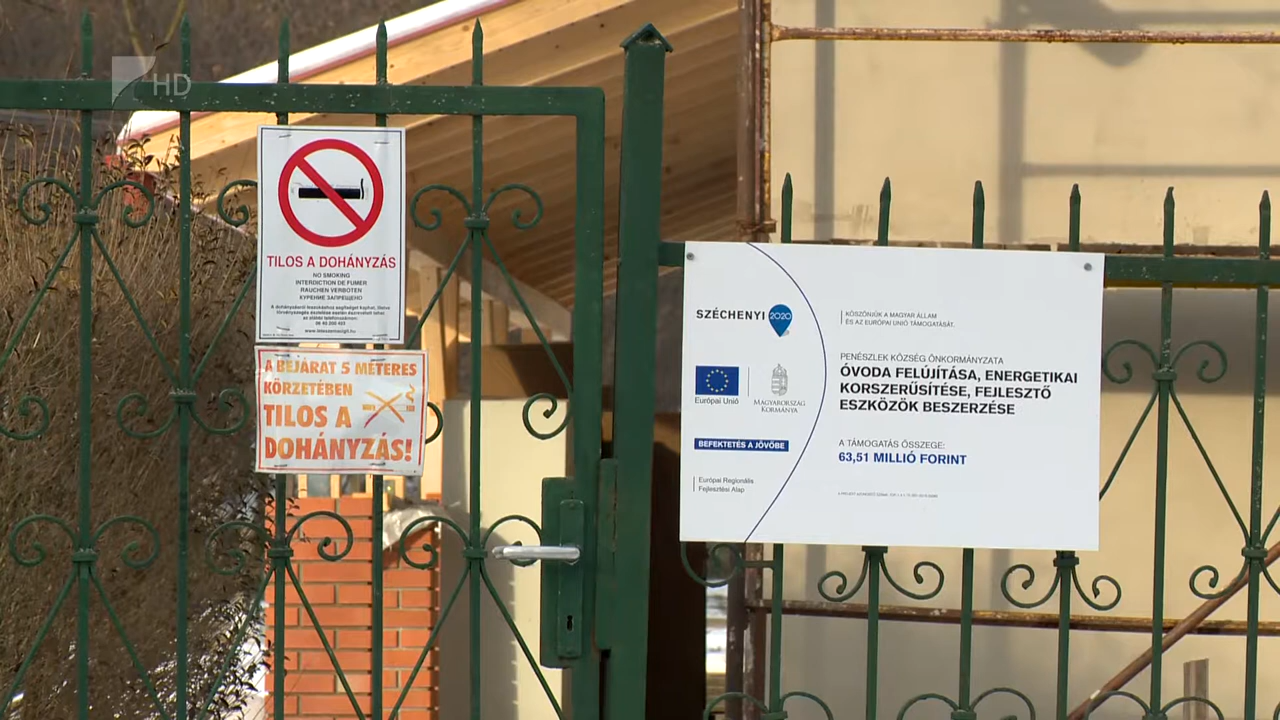 HD
TILOS A DOHÁNYZÁS
NO SMOKING
INTERDICTION DE FUMER
RAUCHEN VERBOTEN
КУРЕНИЕ ЗАПРЕЩЕНО
A BEJÁRAT 5 MÉTERES
KÖRZETÉBEN
TILOS A
DOHÁNYZÁS!
SZÉCHENYI 2020
Európai Unió
MAGYARORSZÁG
KORMÁNYA
BEFEKTETÉS A JÖVŐBE
Európai Regionális
Fejlesztési Alap
KÖSZÖNJÜK A MAGYAR ÁLLAM
ÉS AZ EURÓPAI UNIÓ TÁMOGATÁSÁT.
PENÉSZLEK KÖZSÉG ÖNKORMÁNYZATA
ÓVODA FELÚJÍTÁSA, ENERGETIKAI
KORSZERŰSÍTÉSE, FEJLESZTŐ
ESZKÖZÖK BESZERZÉSE
A TÁMOGATÁS ÖSSZEGE:
63,51 MILLIÓ FORINT